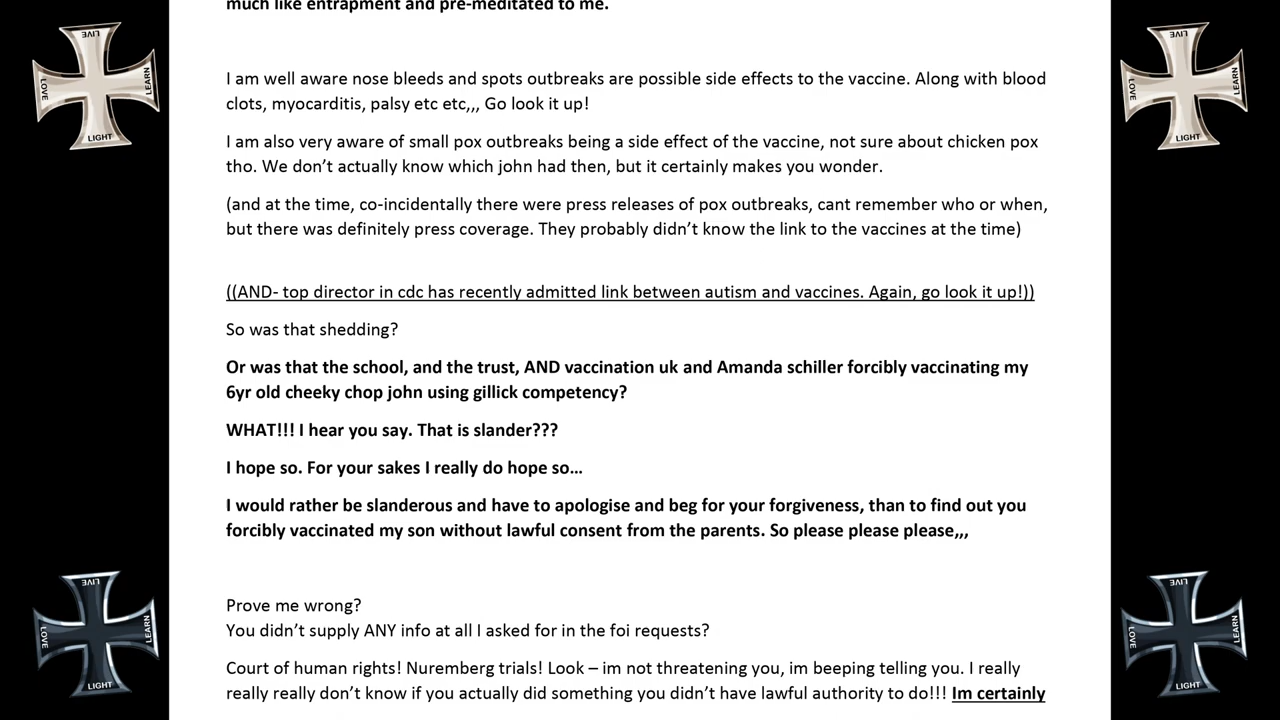 much like entrapment and pre-meditated to me.
I am well aware nose bleeds and spots outbreaks are possible side effects to the vaccine. Along with blood
clots, myocarditis, palsy etc etc,,, Go look it up!
I am also very aware of small pox outbreaks being a side effect of the vaccine, not sure about chicken pox
tho. We don’t actually know which john had then, but it certainly makes you wonder.
(and at the time, co-incidentally there were press releases of pox outbreaks, cant remember who or when,
but there was definitely press coverage. They probably didn’t know the link to the vaccines at the time)
((AND- top director in cdc has recently admitted link between autism and vaccines. Again, go look it up!))
So was that shedding?
Or was that the school, and the trust, AND vaccination uk and Amanda schiller forcibly vaccinating my
6yr old cheeky chop john using gillick competency?
WHAT!!! I hear you say. That is slander???
I hope so. For your sakes I really do hope so…
I would rather be slanderous and have to apologise and beg for your forgiveness, than to find out you
forcibly vaccinated my son without lawful consent from the parents. So please please please,,,
Prove me wrong?
You didn’t supply ANY info at all I asked for in the foi requests?
Court of human rights! Nuremberg trials! Look – im not threatening you, im beeping telling you. I really
really really don’t know if you actually did something you didn’t have lawful authority to do!!! Im certainly
LIVE
LOVE
LEARN
LIGHT
LIVE
LOVE
LEARN
LIGHT
LIVE
LOVE
LEARN
LIGHT
LIVE
LOVE
LEARN
LIGHT